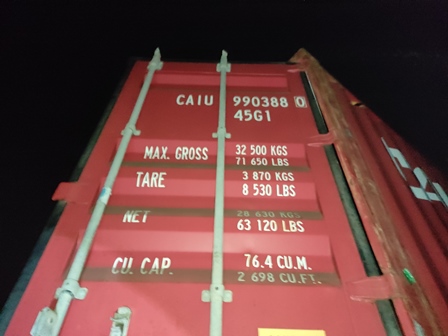 CAIU 990388 0
45G1
MAX. GROSS 32 500 KGS
71 650 LBS
TARE 3 870 KGS
8 530 LBS
NET 28 630 KGS
63 120 LBS
CU. CAP. 76.4 CU.M.
2 698 CU.FT.